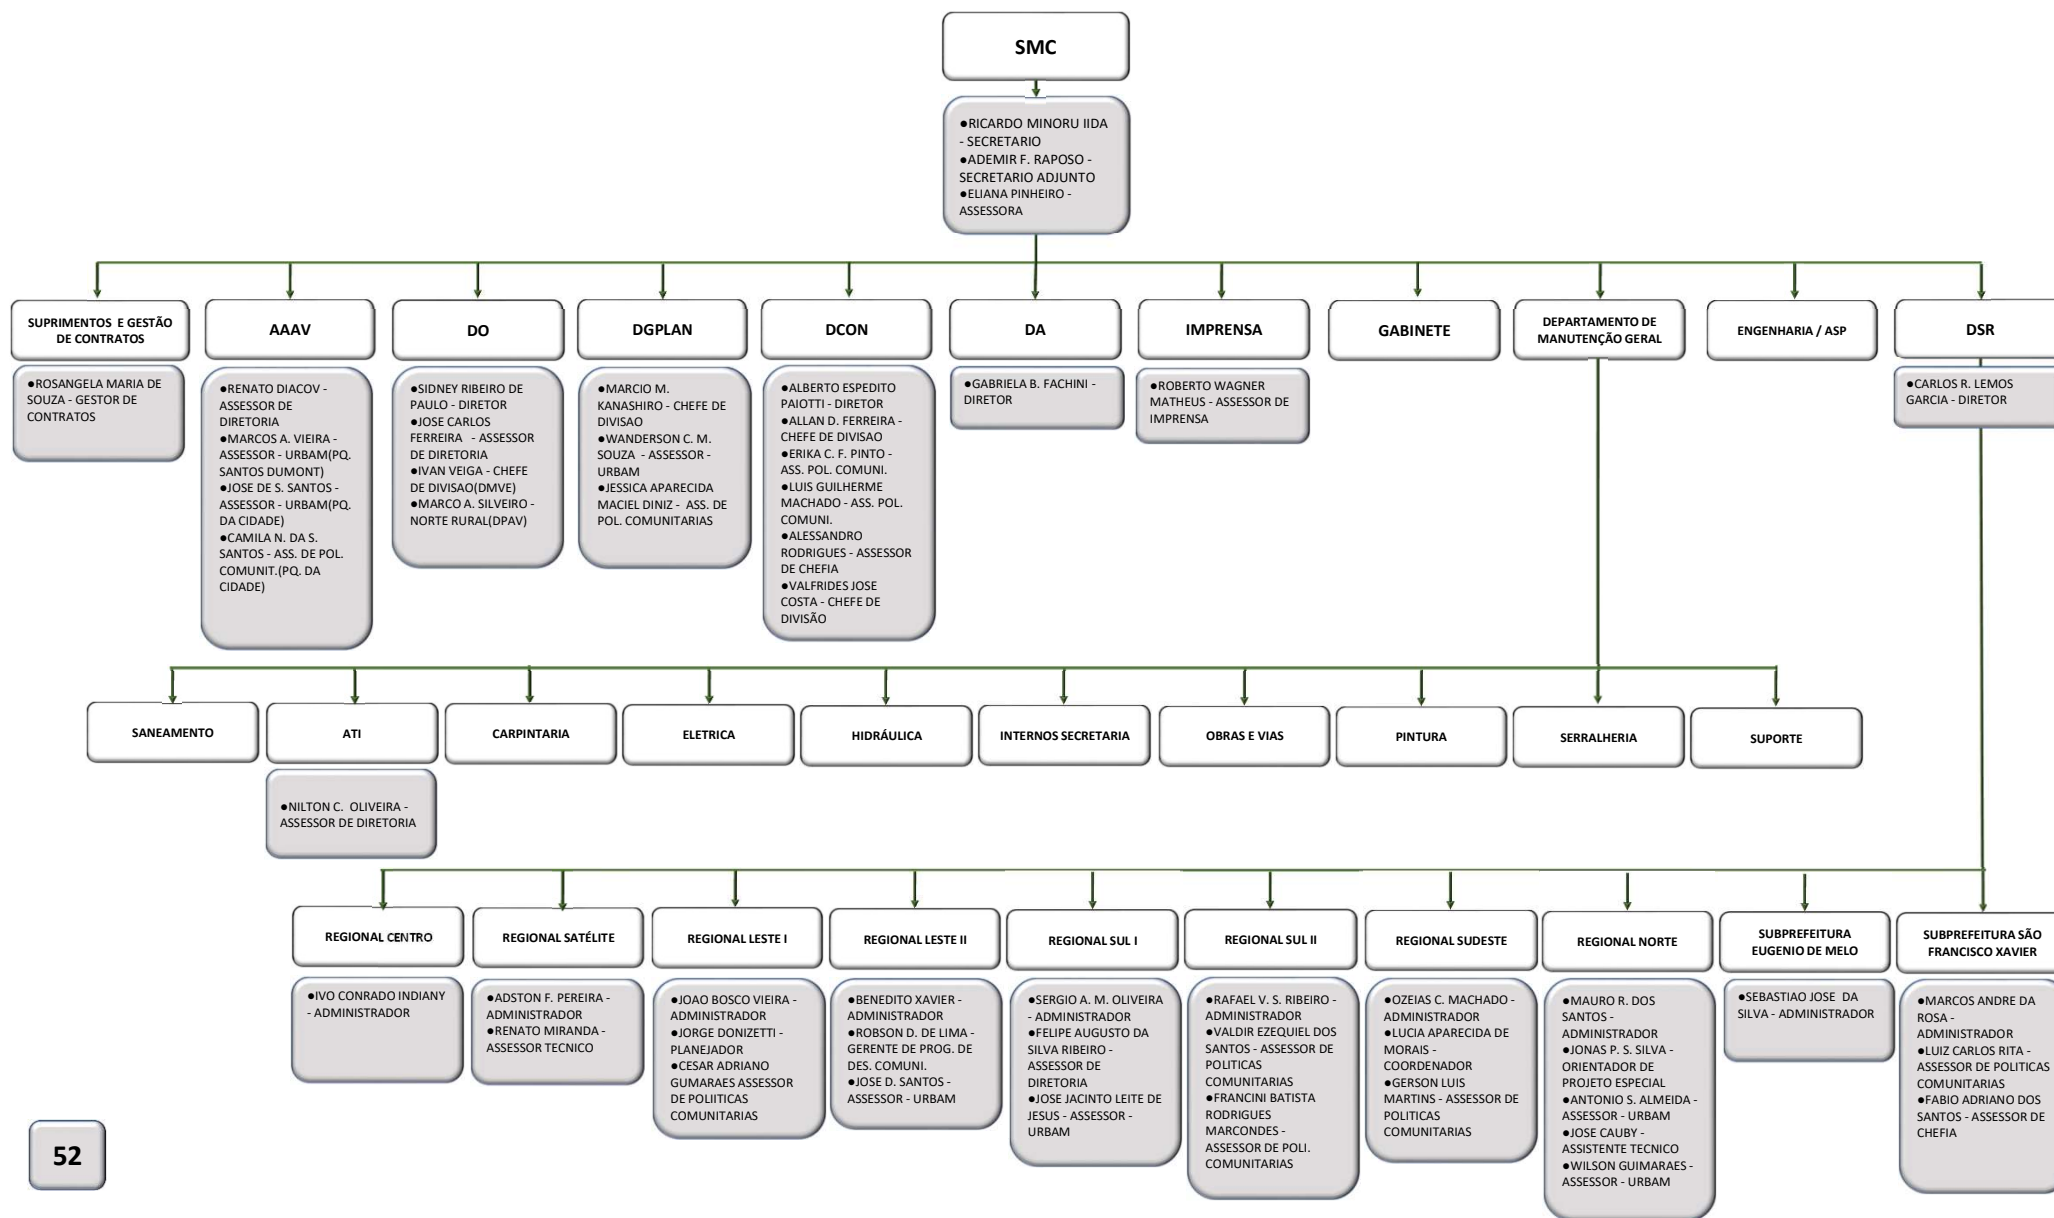 SMC
●RICARDO MINORU IIDA
- SECRETARIO
●ADEMIR F. RAPOSO -
SECRETARIO ADJUNTO
●ELIANA PINHEIRO -
ASSESSORA
SUPRIMENTOS E GESTÃO
DE CONTRATOS
●ROSANGELA MARIA DE
SOUZA - GESTOR DE
CONTRATOS
AAAV
●RENATO DIACOV -
ASSESSOR DE
DIRETORIA
●MARCOS A. VIEIRA -
ASSESSOR - URBAM(PQ.
SANTOS DUMONT)
●JOSE DE S. SANTOS -
ASSESSOR - URBAM(PQ.
DA CIDADE)
●CAMILA N. DA S.
SANTOS - ASS. DE POL.
COMUNIT.(PQ. DA
CIDADE)
DO
●SIDNEY RIBEIRO DE
PAULO - DIRETOR
●JOSE CARLOS
FERREIRA - ASSESSOR
DE DIRETORIA
●IVAN VEIGA - CHEFE
DE DIVISAO(DMVE)
●MARCO A. SILVEIRO -
NORTE RURAL(DPAV)
DGPLAN
●MARCIO M.
KANASHIRO - CHEFE DE
DIVISAO
●WANDERSON C. M.
SOUZA - ASSESSOR -
URBAM
●JESSICA APARECIDA
MACIEL DINIZ - ASS. DE
POL. COMUNITARIAS
DCON
●ALBERTO ESPEDITO
PAIOTTI - DIRETOR
●ALLAN D. FERREIRA -
CHEFE DE DIVISAO
●ERIKA C. F. PINTO -
ASS. POL. COMUNI.
●LUIS GUILHERME
MACHADO - ASS. POL.
COMUNI.
●ALESSANDRO
RODRIGUES - ASSESSOR
DE CHEFIA
●VALFRIDES JOSE
COSTA - CHEFE DE
DIVISÃO
DA
●GABRIELA B. FACHINI -
DIRETOR
IMPRENSA
●ROBERTO WAGNER
MATHEUS - ASSESSOR DE
IMPRENSA
GABINETE
DEPARTAMENTO DE
MANUTENÇÃO GERAL
ENGENHARIA / ASP
DSR
●CARLOS R. LEMOS
GARCIA - DIRETOR
SANEAMENTO
ATI
●NILTON C. OLIVEIRA -
ASSESSOR DE DIRETORIA
CARPINTARIA
ELETRICA
HIDRÁULICA
INTERNOS SECRETARIA
OBRAS E VIAS
PINTURA
SERRALHERIA
SUPORTE
REGIONAL CENTRO
●IVO CONRADO INDIANY
- ADMINISTRADOR
REGIONAL SATÉLITE
●ADSTON F. PEREIRA -
ADMINISTRADOR
●RENATO MIRANDA -
ASSESSOR TECNICO
REGIONAL LESTE I
●JOAO BOSCO VIEIRA -
ADMINISTRADOR
●JORGE DONIZETTI -
PLANEJADOR
●CESAR ADRIANO
GUMARAES ASSESSOR
DE POLIITICAS
COMUNITARIAS
REGIONAL LESTE II
●BENEDITO XAVIER -
ADMINISTRADOR
●ROBSON D. DE LIMA -
GERENTE DE PROG. DE
DES. COMUNI.
●JOSE D. SANTOS -
ASSESSOR - URBAM
REGIONAL SUL I
●SERGIO A. M. OLIVEIRA
- ADMINISTRADOR
●FELIPE AUGUSTO DA
SILVA RIBEIRO -
ASSESSOR DE
DIRETORIA
●JOSE JACINTO LEITE DE
JESUS - ASSESSOR -
URBAM
REGIONAL SUL II
●RAFAEL V. S. RIBEIRO -
ADMINISTRADOR
●VALDIR EZEQUIEL DOS
SANTOS - ASSESSOR DE
POLITICAS
COMUNITARIAS
●FRANCINI BATISTA
RODRIGUES
MARCONDES -
ASSESSOR DE POLI.
COMUNITARIAS
REGIONAL SUDESTE
●OZEIAS C. MACHADO -
ADMINISTRADOR
●LUCIA APARECIDA DE
MORAIS -
COORDENADOR
●GERSON LUIS
MARTINS - ASSESSOR DE
POLITICAS
COMUNITARIAS
REGIONAL NORTE
●MAURO R. DOS
SANTOS -
ADMINISTRADOR
●JONAS P. S. SILVA -
ORIENTADOR DE
PROJETO ESPECIAL
●ANTONIO S. ALMEIDA -
ASSESSOR - URBAM
●JOSE CAUBY -
ASSISTENTE TECNICO
●WILSON GUIMARAES -
ASSESSOR - URBAM
SUBPREFEITURA
EUGENIO DE MELO
●SEBASTIAO JOSE DA
SILVA - ADMINISTRADOR
SUBPREFEITURA SÃO
FRANCISCO XAVIER
●MARCOS ANDRE DA
ROSA -
ADMINISTRADOR
●LUIZ CARLOS RITA -
ASSESSOR DE POLITICAS
COMUNITARIAS
●FABIO ADRIANO DOS
SANTOS - ASSESSOR DE
CHEFIA
52